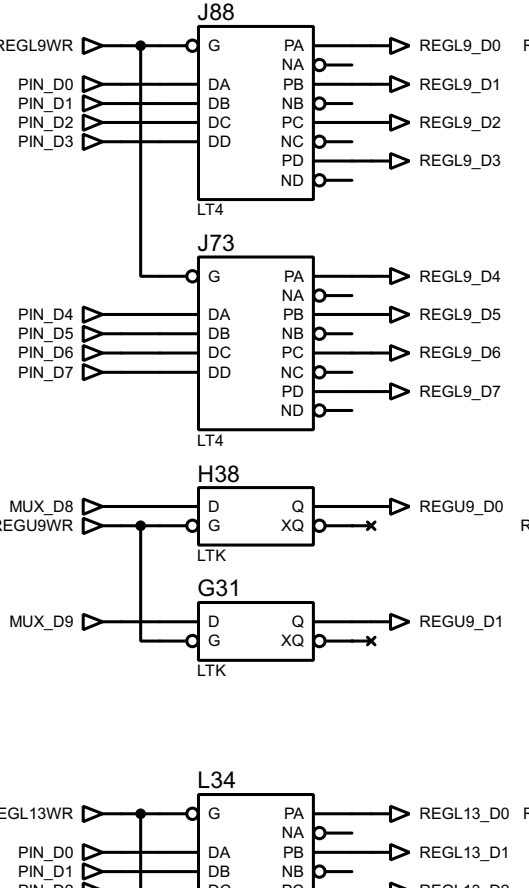 J88
REGL9WR G PA REGL9_D0
NA
PIN_D0 DA PB REGL9_D1
PIN_D1 DB NB
PIN_D2 DC PC REGL9_D2
PIN_D3 DD NC
PD REGL9_D3
ND
LT4
J73
G PA REGL9_D4
NA
PIN_D4 DA PB REGL9_D5
PIN_D5 DB NB
PIN_D6 DC PC REGL9_D6
PIN_D7 DD NC
PD REGL9_D7
ND
LT4
H38
MUX_D8 D Q REGU9_D0
REGU9WR G XQ
LTK
G31
MUX_D9 D Q REGU9_D1
G XQ
LTK
L34
EGL13WR G PA REGL13_D0
NA
PIN_D0 DA PB REGL13_D1
PIN_D1 DB NB